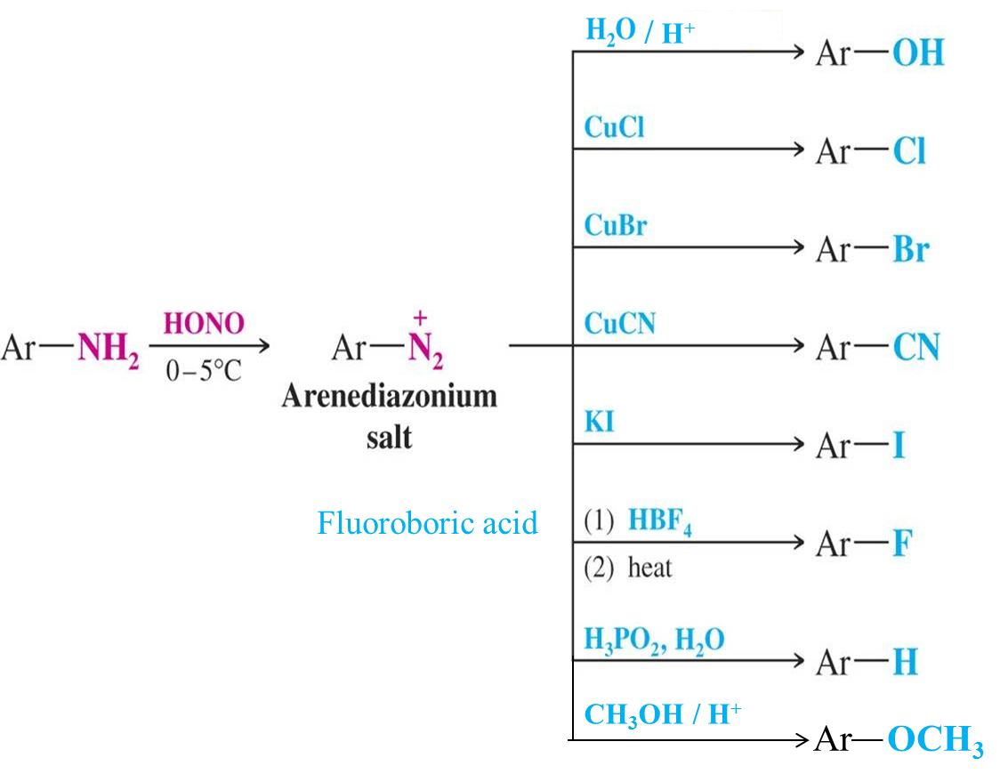 H₂O / H⁺
Ar—OH
CuCl
Ar—Cl
CuBr
Ar—Br
CuCN
Ar—CN
Ar—NH₂
HONO
0–5°C
Ar—N₂⁺
Arenediazonium
salt
KI
Ar—I
Fluoroboric acid
(1) HBF₄
(2) heat
Ar—F
H₃PO₂, H₂O
Ar—H
CH₃OH / H⁺
Ar—OCH₃